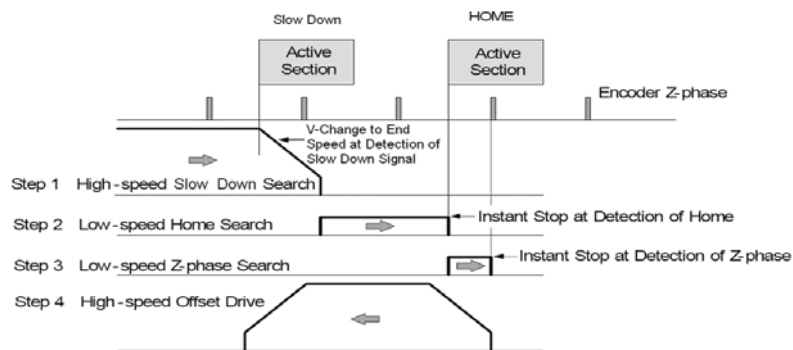 Slow Down
HOME
Active
Section
Active
Section
Encoder Z-phase
V-Change to End
Speed at Detection of
Slow Down Signal
Step 1 High-speed Slow Down Search
Step 2 Low-speed Home Search
Instant Stop at Detection of Home
Step 3 Low-speed Z-phase Search
Instant Stop at Detection of Z-phase
Step 4 High-speed Offset Drive